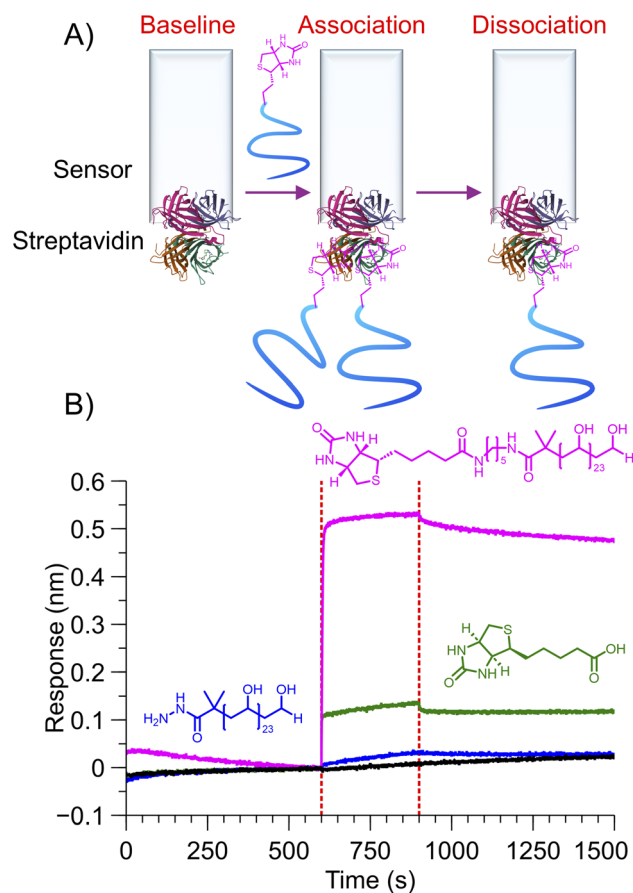 A)
Baseline
Association
Dissociation
O
HN
NH
H
H
S
Sensor
Streptavidin
B)
O
HN
NH
H
H
S
O
N
H
5
H
N
O
OH
OH
23
H
0.6
0.5
0.4
0.3
0.2
0.1
0
−0.1
Response (nm)
H
S
HN
NH
H
O
OH
O
H2N
H
N
O
OH
OH
23
H
0
250
500
750
1000
1250
1500
Time (s)